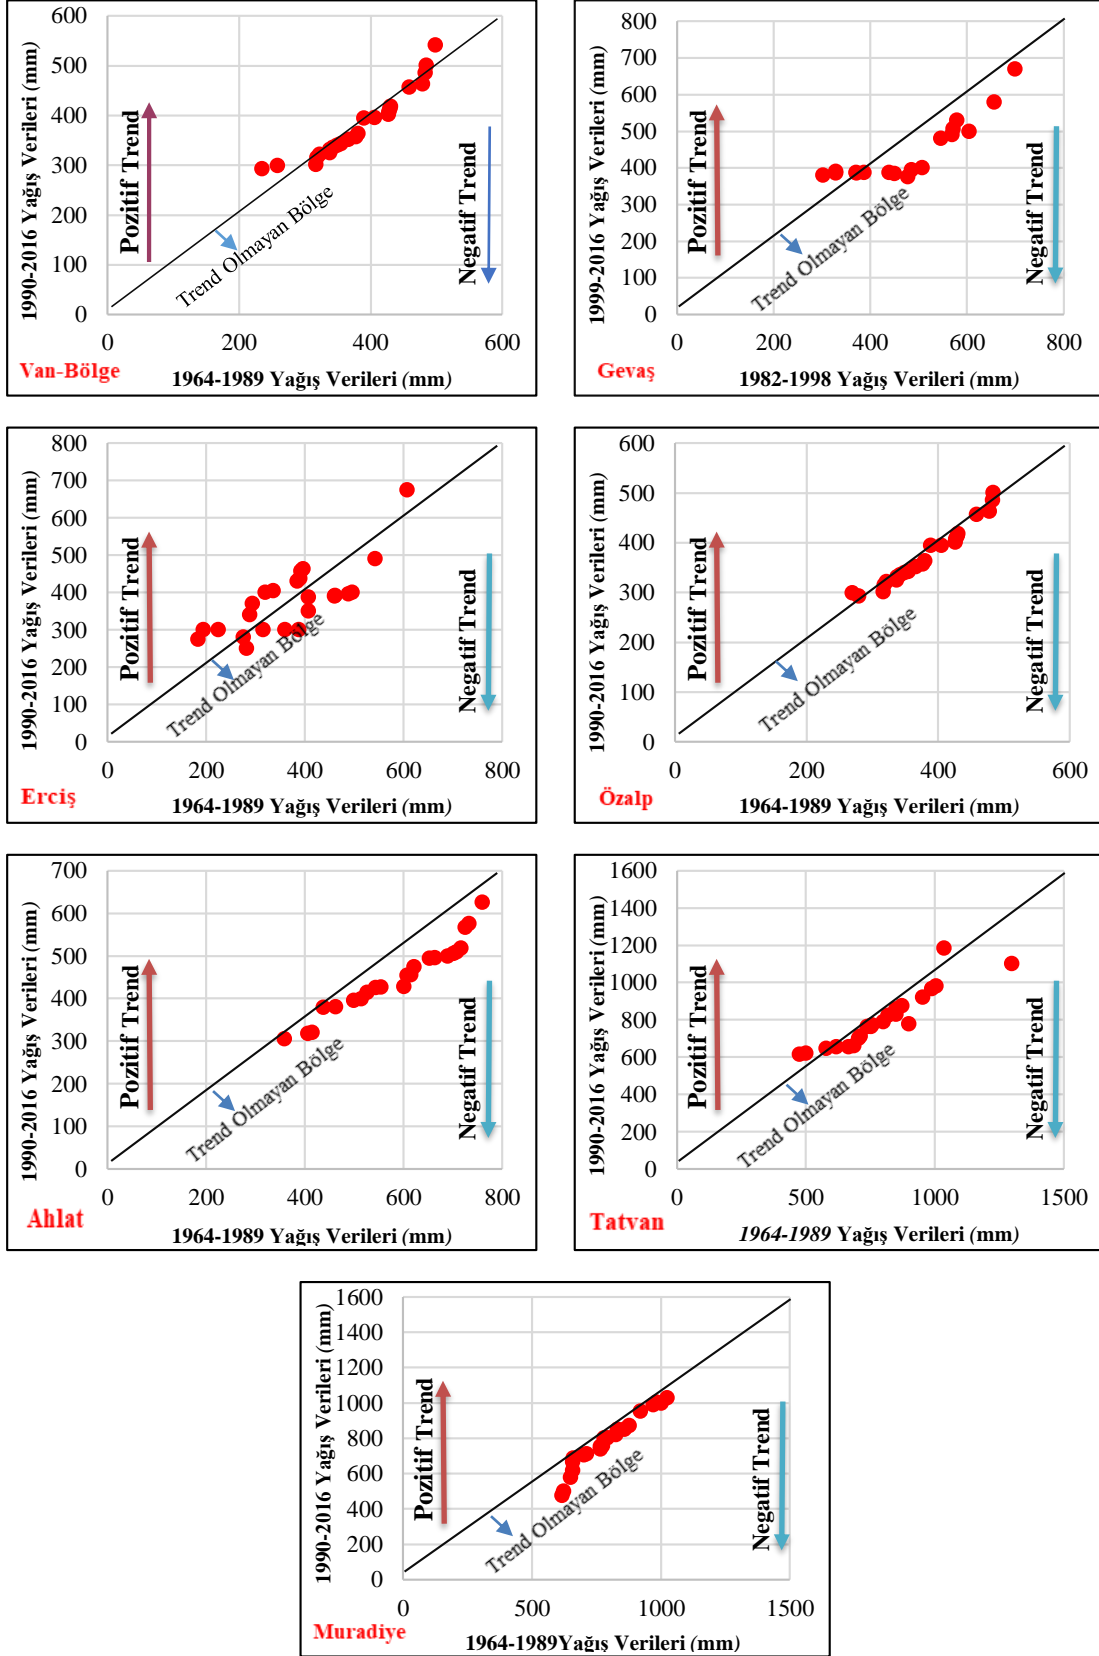 1990-2016 Yağış Verileri (mm)
600
500
400
300
200
100
0
Pozitif Trend
Trend Olmayan Bölge
Negatif Trend
0 200 400 600
Van-Bölge
1964-1989 Yağış Verileri (mm)
1999-2016 Yağış Verileri (mm)
800
700
600
500
400
300
200
100
0
Pozitif Trend
Trend Olmayan Bölge
Negatif Trend
0 200 400 600 800
Gevaş
1982-1998 Yağış Verileri (mm)
1990-2016 Yağış Verileri (mm)
800
700
600
500
400
300
200
100
0
Pozitif Trend
Trend Olmayan Bölge
Negatif Trend
0 200 400 600 800
Erciş
1964-1989 Yağış Verileri (mm)
1990-2016 Yağış Verileri (mm)
600
500
400
300
200
100
0
Pozitif Trend
Trend Olmayan Bölge
Negatif Trend
0 200 400 600
Özalp
1964-1989 Yağış Verileri (mm)
1990-2016 Yağış Verileri (mm)
700
600
500
400
300
200
100
0
Pozitif Trend
Trend Olmayan Bölge
Negatif Trend
0 200 400 600 800
Ahlat
1964-1989 Yağış Verileri (mm)
1990-2016 Yağış Verileri (mm)
1600
1400
1200
1000
800
600
400
200
0
Pozitif Trend
Trend Olmayan Bölge
Negatif Trend
0 500 1000 1500
Tatvan
1964-1989 Yağış Verileri (mm)
1990-2016 Yağış Verileri (mm)
1600
1400
1200
1000
800
600
400
200
0
Pozitif Trend
Trend Olmayan Bölge
Negatif Trend
0 500 1000 1500
Muradiye
1964-1989Yağış Verileri (mm)